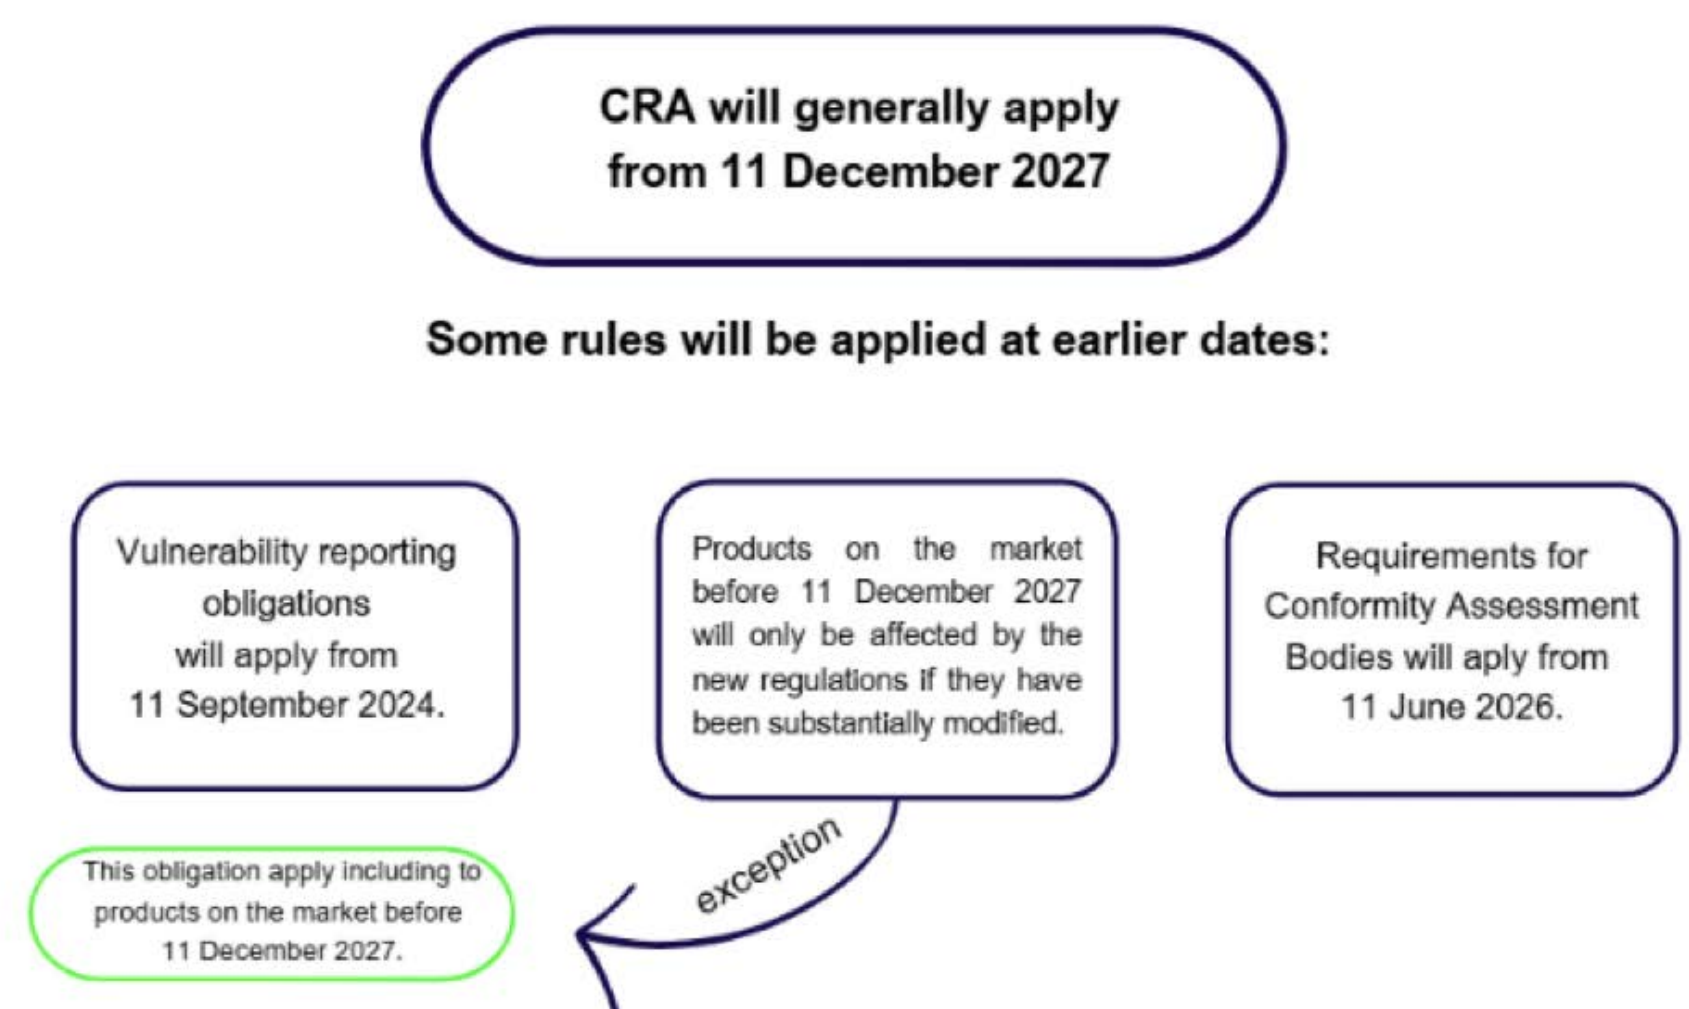 CRA will generally apply
from 11 December 2027
Some rules will be applied at earlier dates:
Vulnerability reporting
obligations
will apply from
11 September 2024.
Products on the market
before 11 December 2027
will only be affected by the
new regulations if they have
been substantially modified.
Requirements for
Conformity Assessment
Bodies will aply from
11 June 2026.
exception
This obligation apply including to
products on the market before
11 December 2027.